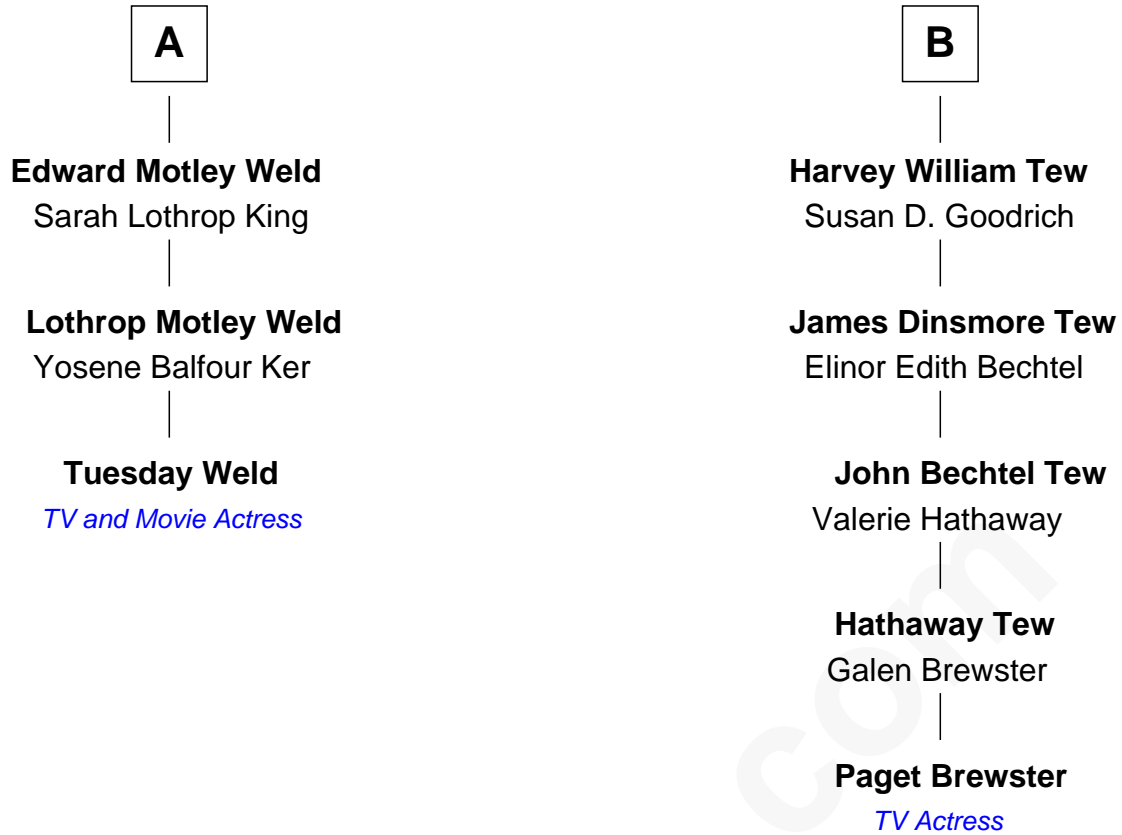 A
Edward Motley Weld
Sarah Lothrop King
Lothrop Motley Weld
Yosene Balfour Ker
Tuesday Weld
TV and Movie Actress
B
Harvey William Tew
Susan D. Goodrich
James Dinsmore Tew
Elinor Edith Bechtel
John Bechtel Tew
Valerie Hathaway
Hathaway Tew
Galen Brewster
Paget Brewster
TV Actress
com